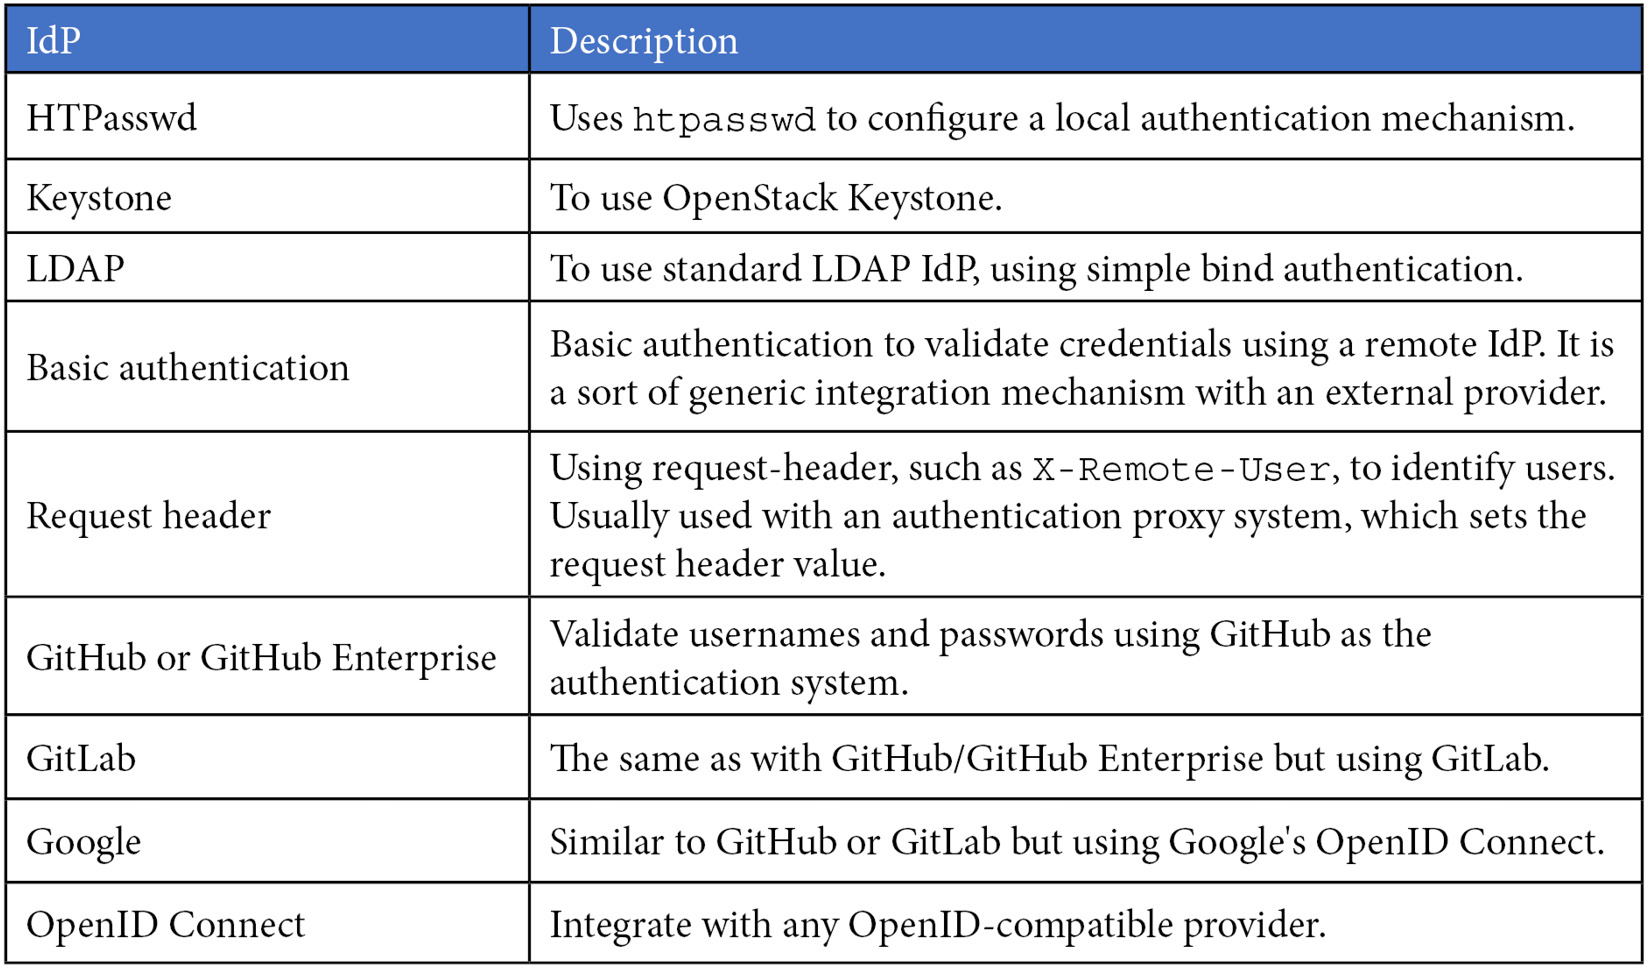 IdP
Description
HTPasswd
Uses htpasswd to configure a local authentication mechanism.
Keystone
To use OpenStack Keystone.
LDAP
To use standard LDAP IdP, using simple bind authentication.
Basic authentication
Basic authentication to validate credentials using a remote IdP. It is
a sort of generic integration mechanism with an external provider.
Request header
Using request-header, such as X-Remote-User, to identify users.
Usually used with an authentication proxy system, which sets the
request header value.
GitHub or GitHub Enterprise
Validate usernames and passwords using GitHub as the
authentication system.
GitLab
The same as with GitHub/GitHub Enterprise but using GitLab.
Google
Similar to GitHub or GitLab but using Google's OpenID Connect.
OpenID Connect
Integrate with any OpenID-compatible provider.